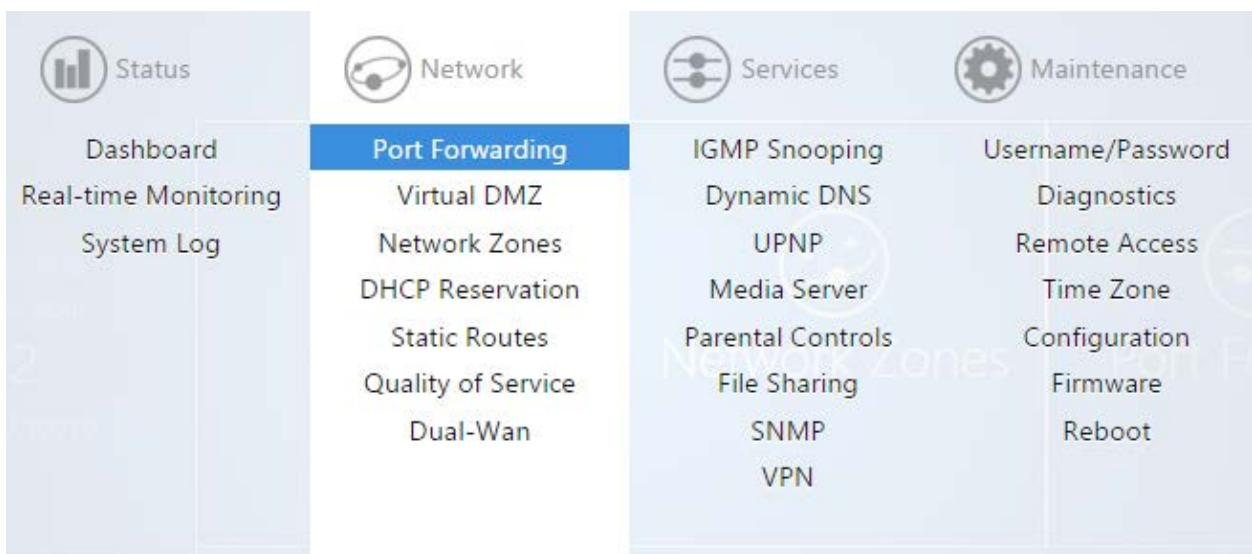 Status
Dashboard
Real-time Monitoring
System Log
Network
Port Forwarding
Virtual DMZ
Network Zones
DHCP Reservation
Static Routes
Quality of Service
Dual-Wan
Services
IGMP Snooping
Dynamic DNS
UPNP
Media Server
Parental Controls
File Sharing
SNMP
VPN
Maintenance
Username/Password
Diagnostics
Remote Access
Time Zone
Configuration
Firmware
Reboot
Network Zones